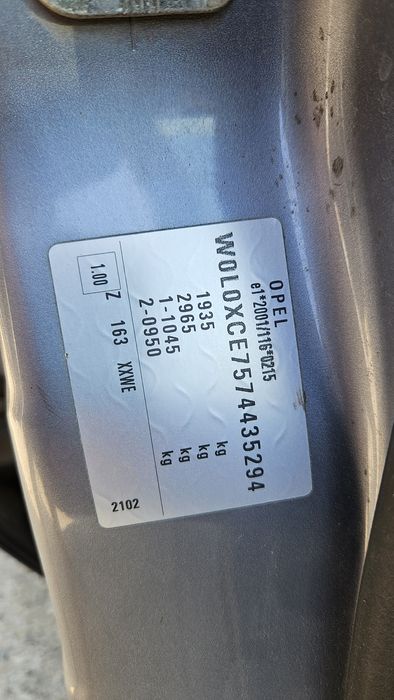 OPEL
e1*2001/116*0215
W0L0XCE7574435294
1935 kg
2965 kg
1-1045 kg
2-0950 kg
1.00 Z 163 XXWE
2102